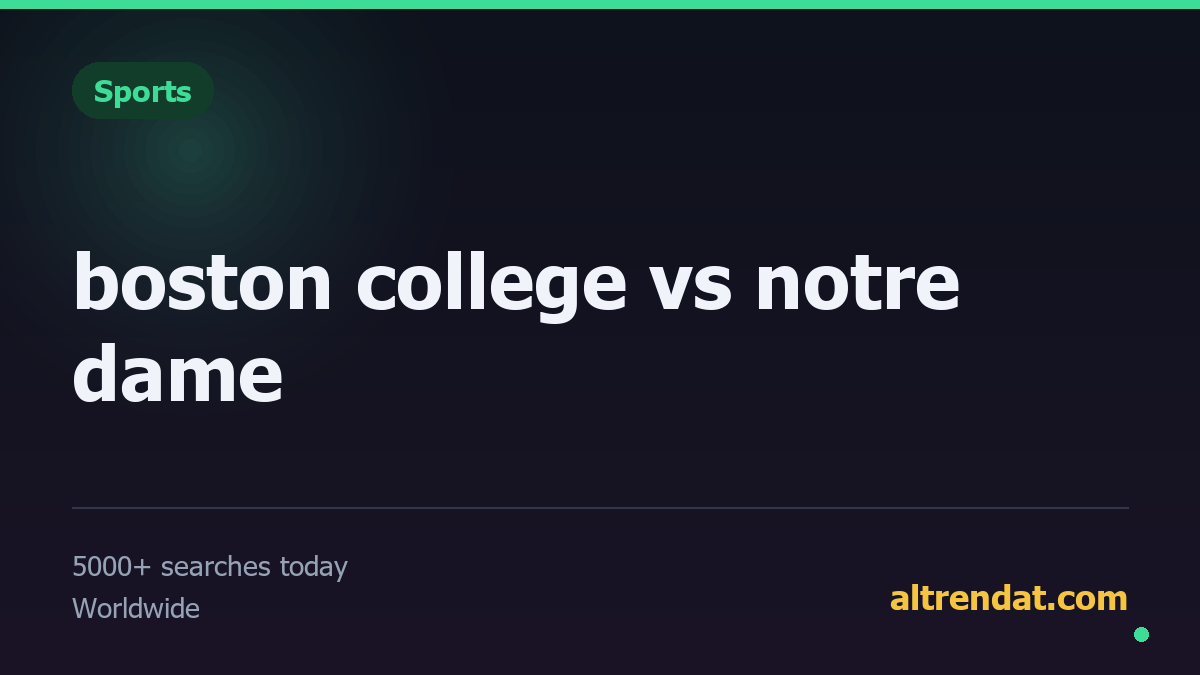 Sports
boston college vs notre
dame
5000+ searches today
Worldwide
altrendat.com